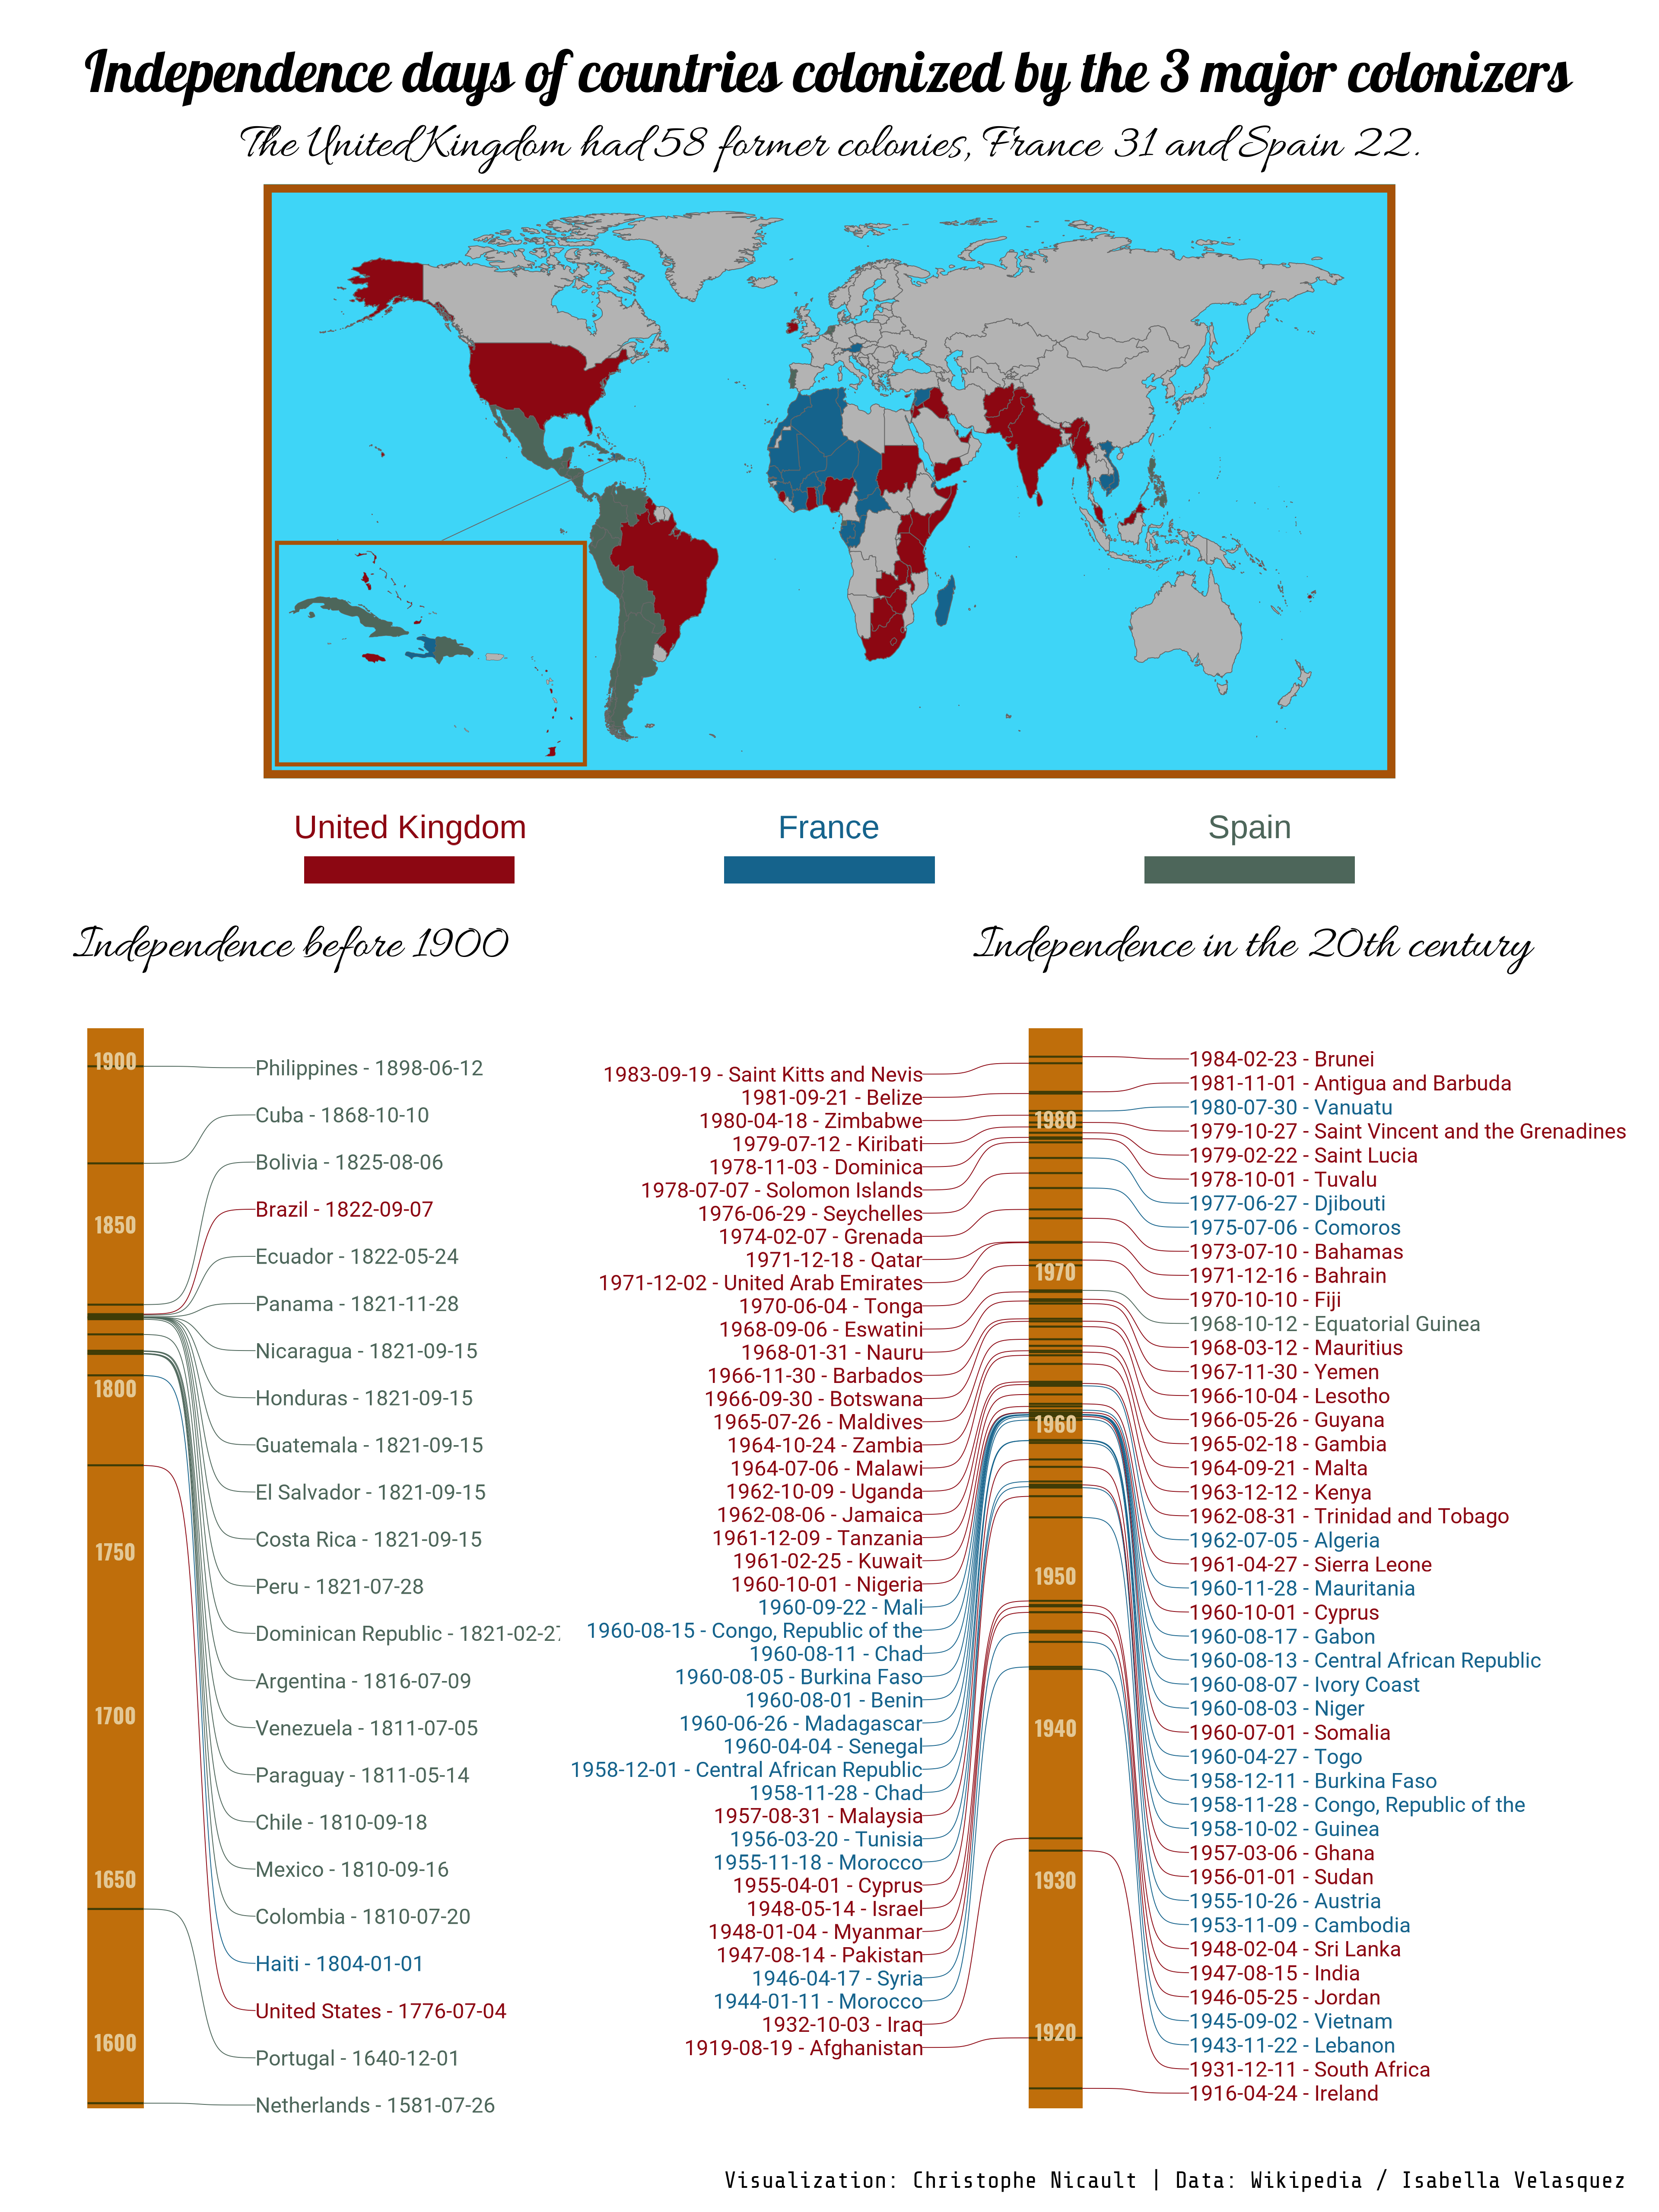 Independence days of countries colonized by the 3 major colonizers
The United Kingdom had 58 former colonies, France 31 and Spain 22.
United Kingdom
France
Spain
Independence before 1900
1900
1850
1800
1750
1700
1650
1600
Philippines - 1898-06-12
Cuba - 1868-10-10
Bolivia - 1825-08-06
Brazil - 1822-09-07
Ecuador - 1822-05-24
Panama - 1821-11-28
Nicaragua - 1821-09-15
Honduras - 1821-09-15
Guatemala - 1821-09-15
El Salvador - 1821-09-15
Costa Rica - 1821-09-15
Peru - 1821-07-28
Dominican Republic - 1821-02-27
Argentina - 1816-07-09
Venezuela - 1811-07-05
Paraguay - 1811-05-14
Chile - 1810-09-18
Mexico - 1810-09-16
Colombia - 1810-07-20
Haiti - 1804-01-01
United States - 1776-07-04
Portugal - 1640-12-01
Netherlands - 1581-07-26
Independence in the 20th century
1983-09-19 - Saint Kitts and Nevis
1981-09-21 - Belize
1980-04-18 - Zimbabwe
1979-07-12 - Kiribati
1978-11-03 - Dominica
1978-07-07 - Solomon Islands
1976-06-29 - Seychelles
1974-02-07 - Grenada
1971-12-18 - Qatar
1971-12-02 - United Arab Emirates
1970-06-04 - Tonga
1968-09-06 - Eswatini
1968-01-31 - Nauru
1966-11-30 - Barbados
1966-09-30 - Botswana
1965-07-26 - Maldives
1964-10-24 - Zambia
1964-07-06 - Malawi
1962-10-09 - Uganda
1962-08-06 - Jamaica
1961-12-09 - Tanzania
1961-02-25 - Kuwait
1960-10-01 - Nigeria
1960-09-22 - Mali
1960-08-15 - Congo, Republic of the
1960-08-11 - Chad
1960-08-05 - Burkina Faso
1960-08-01 - Benin
1960-06-26 - Madagascar
1960-04-04 - Senegal
1958-12-01 - Central African Republic
1958-11-28 - Chad
1957-08-31 - Malaysia
1956-03-20 - Tunisia
1955-11-18 - Morocco
1955-04-01 - Cyprus
1948-05-14 - Israel
1948-01-04 - Myanmar
1947-08-14 - Pakistan
1946-04-17 - Syria
1944-01-11 - Morocco
1932-10-03 - Iraq
1919-08-19 - Afghanistan
1980
1970
1960
1950
1940
1930
1920
1984-02-23 - Brunei
1981-11-01 - Antigua and Barbuda
1980-07-30 - Vanuatu
1979-10-27 - Saint Vincent and the Grenadines
1979-02-22 - Saint Lucia
1978-10-01 - Tuvalu
1977-06-27 - Djibouti
1975-07-06 - Comoros
1973-07-10 - Bahamas
1971-12-16 - Bahrain
1970-10-10 - Fiji
1968-10-12 - Equatorial Guinea
1968-03-12 - Mauritius
1967-11-30 - Yemen
1966-10-04 - Lesotho
1966-05-26 - Guyana
1965-02-18 - Gambia
1964-09-21 - Malta
1963-12-12 - Kenya
1962-08-31 - Trinidad and Tobago
1962-07-05 - Algeria
1961-04-27 - Sierra Leone
1960-11-28 - Mauritania
1960-10-01 - Cyprus
1960-08-17 - Gabon
1960-08-13 - Central African Republic
1960-08-07 - Ivory Coast
1960-08-03 - Niger
1960-07-01 - Somalia
1960-04-27 - Togo
1958-12-11 - Burkina Faso
1958-11-28 - Congo, Republic of the
1958-10-02 - Guinea
1957-03-06 - Ghana
1956-01-01 - Sudan
1955-10-26 - Austria
1953-11-09 - Cambodia
1948-02-04 - Sri Lanka
1947-08-15 - India
1946-05-25 - Jordan
1945-09-02 - Vietnam
1943-11-22 - Lebanon
1931-12-11 - South Africa
1916-04-24 - Ireland
Visualization: Christophe Nicault | Data: Wikipedia / Isabella Velasquez